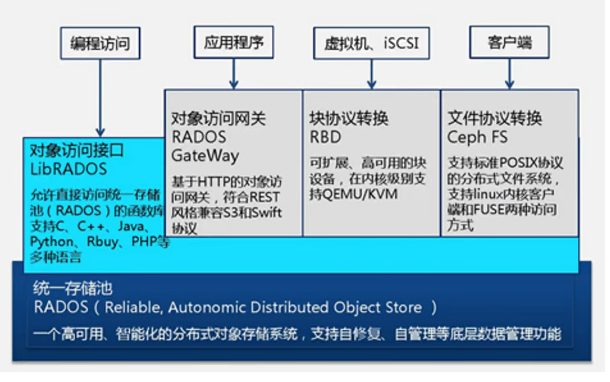 编程访问
应用程序
虚拟机、iSCSI
客户端
对象访问接口
LibRADOS
允许直接访问统一存储
池（RADOS）的函数库
支持C、C++、Java、
Python、Rbuy、PHP等
多种语言
对象访问网关
RADOS
GateWay
基于HTTP的对象访
问网关，符合REST
风格兼容S3和Swift
协议
块协议转换
RBD
可扩展、高可用的块
设备，在内核级别支
持QEMU/KVM
文件协议转换
Ceph FS
支持标准POSIX协议
的分布式文件系统，
支持linux内核客户
端和FUSE两种访问
方式
统一存储池
RADOS（Reliable, Autonomic Distributed Object Store ）
一个高可用、智能化的分布式对象存储系统，支持自修复、自管理等底层数据管理功能